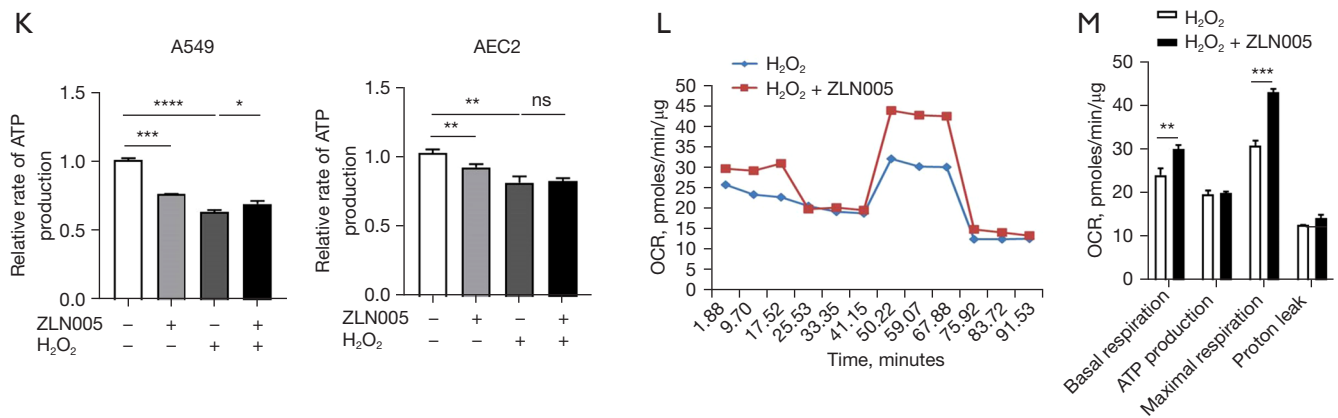 K
A549
Relative rate of ATP
production
1.5
1.0
0.5
0.0
****
*
***
ZLN005
– + – +
H₂O₂
– – + +
AEC2
Relative rate of ATP
production
1.5
1.0
0.5
0.0
**
ns
**
ZLN005
– + – +
H₂O₂
– – + +
L
H₂O₂
H₂O₂ + ZLN005
OCR, pmoles/min/μg
50
45
40
35
30
25
20
15
10
5
0
1.88 9.70 17.52 25.53 33.35 41.15 50.22 59.07 67.88 75.92 83.72 91.53
Time, minutes
M
H₂O₂
H₂O₂ + ZLN005
OCR, pmoles/min/μg
50
40
30
20
10
0
**
***
Basal respiration
ATP production
Maximal respiration
Proton leak